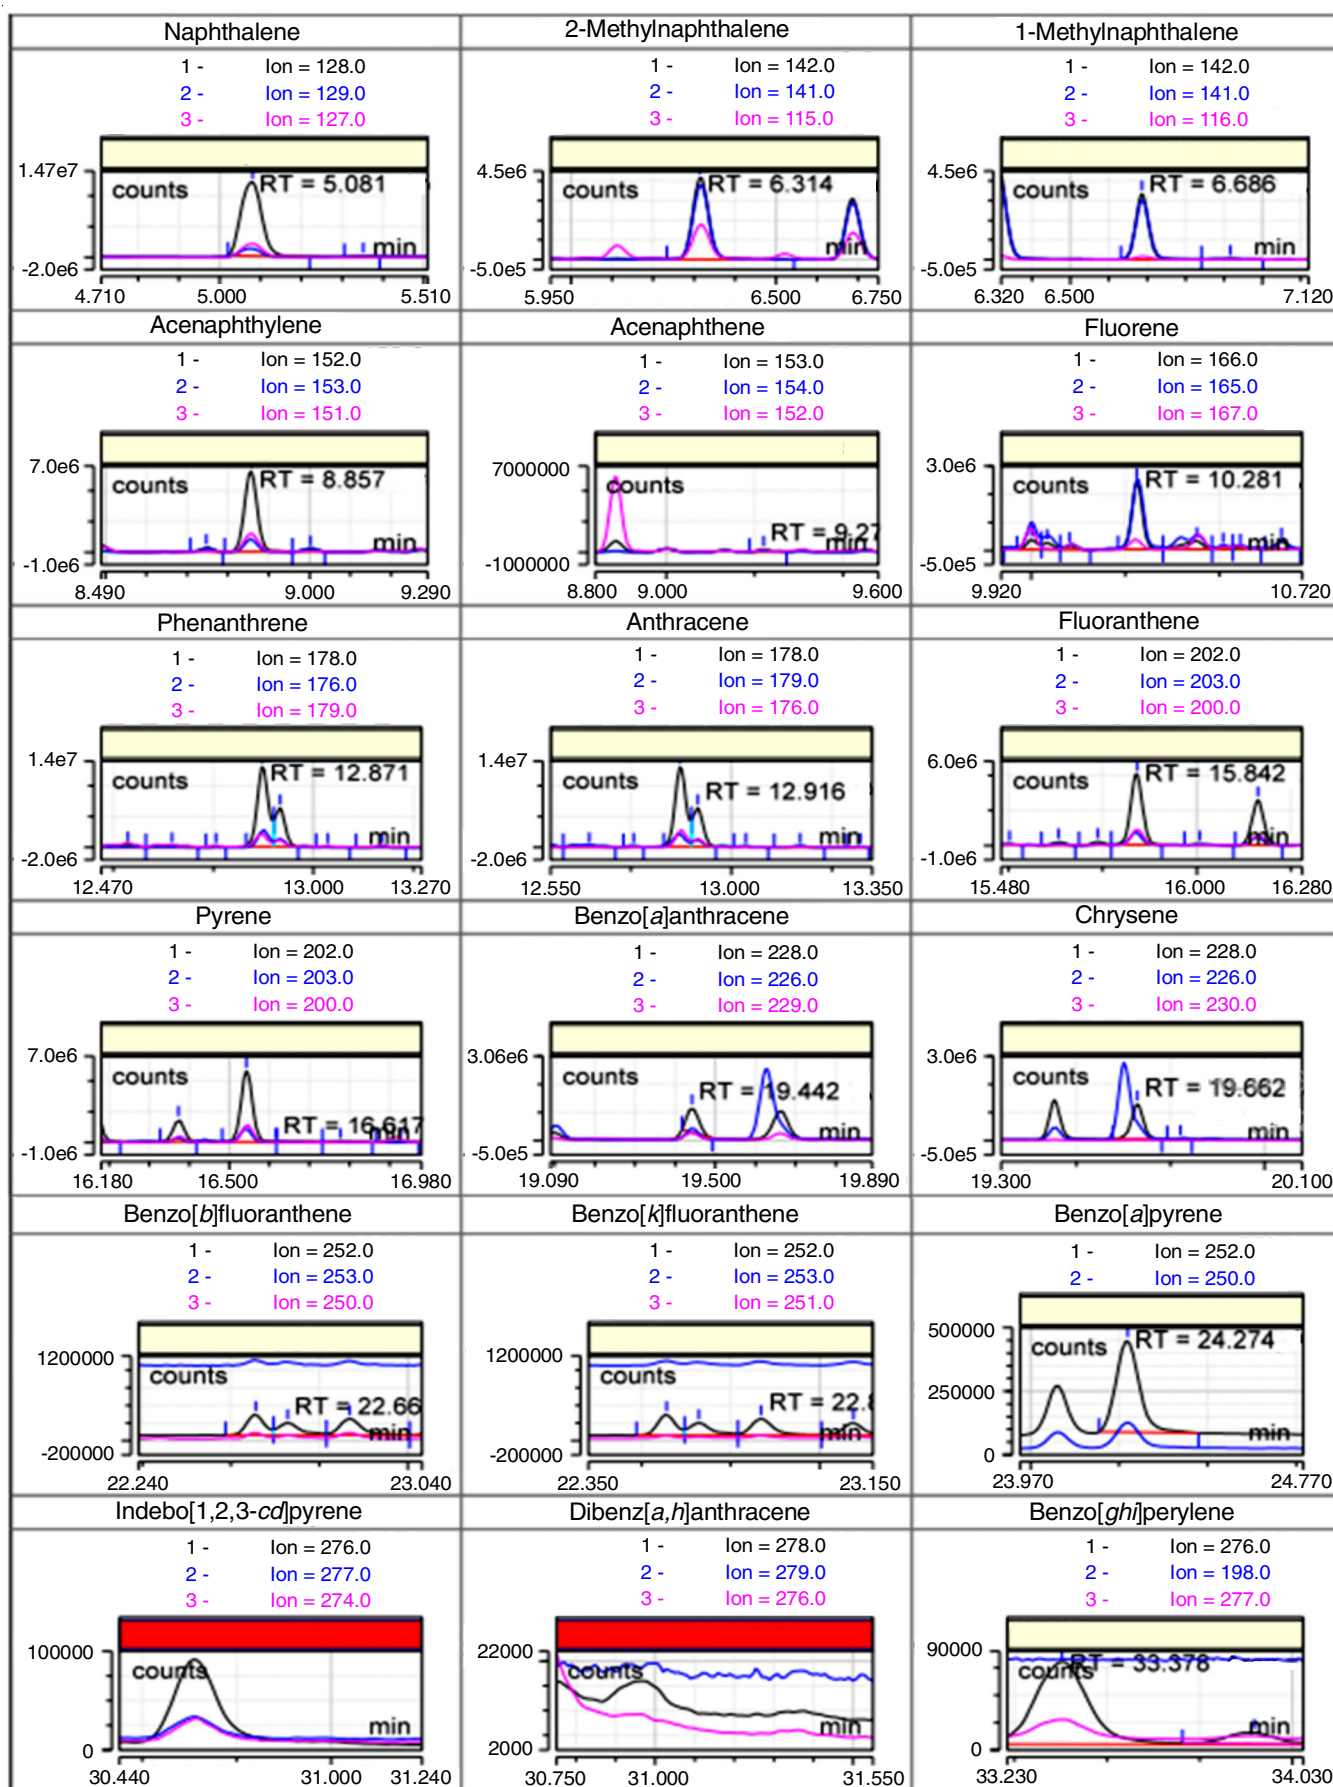 Naphthalene
1 - Ion = 128.0
2 - Ion = 129.0
3 - Ion = 127.0
1.47e7
counts
RT = 5.081
min
-2.0e6
4.710 5.000 5.510
2-Methylnaphthalene
1 - Ion = 142.0
2 - Ion = 141.0
3 - Ion = 115.0
4.5e6
counts
RT = 6.314
min
-5.0e5
5.950 6.500 6.750
1-Methylnaphthalene
1 - Ion = 142.0
2 - Ion = 141.0
3 - Ion = 116.0
4.5e6
counts
RT = 6.686
min
-5.0e5
6.320 6.500 7.120
Acenaphthylene
1 - Ion = 152.0
2 - Ion = 153.0
3 - Ion = 151.0
7.0e6
counts
RT = 8.857
min
-1.0e6
8.490 9.000 9.290
Acenaphthene
1 - Ion = 153.0
2 - Ion = 154.0
3 - Ion = 152.0
7000000
counts
RT = 9.27
min
-1000000
8.800 9.000 9.600
Fluorene
1 - Ion = 166.0
2 - Ion = 165.0
3 - Ion = 167.0
3.0e6
counts
RT = 10.281
min
-5.0e5
9.920 10.720
Phenanthrene
1 - Ion = 178.0
2 - Ion = 176.0
3 - Ion = 179.0
1.4e7
counts
RT = 12.871
min
-2.0e6
12.470 13.000 13.270
Anthracene
1 - Ion = 178.0
2 - Ion = 179.0
3 - Ion = 176.0
1.4e7
counts
RT = 12.916
min
-2.0e6
12.550 13.000 13.350
Fluoranthene
1 - Ion = 202.0
2 - Ion = 203.0
3 - Ion = 200.0
6.0e6
counts
RT = 15.842
min
-1.0e6
15.480 16.000 16.280
Pyrene
1 - Ion = 202.0
2 - Ion = 203.0
3 - Ion = 200.0
7.0e6
counts
RT = 16.617
min
-1.0e6
16.180 16.500 16.980
Benzo[a]anthracene
1 - Ion = 228.0
2 - Ion = 226.0
3 - Ion = 229.0
3.06e6
counts
RT = 19.442
min
-5.0e5
19.090 19.500 19.890
Chrysene
1 - Ion = 228.0
2 - Ion = 226.0
3 - Ion = 230.0
3.0e6
counts
RT = 19.662
min
-5.0e5
19.300 20.100
Benzo[b]fluoranthene
1 - Ion = 252.0
2 - Ion = 253.0
3 - Ion = 250.0
1200000
counts
RT = 22.66
min
-200000
22.240 23.040
Benzo[k]fluoranthene
1 - Ion = 252.0
2 - Ion = 253.0
3 - Ion = 251.0
1200000
counts
RT = 22.8
min
-200000
22.350 23.150
Benzo[a]pyrene
1 - Ion = 252.0
2 - Ion = 250.0
500000
counts
RT = 24.274
250000
min
0
23.970 24.770
Indebo[1,2,3-cd]pyrene
1 - Ion = 276.0
2 - Ion = 277.0
3 - Ion = 274.0
100000
counts
min
0
30.440 31.000 31.240
Dibenz[a,h]anthracene
1 - Ion = 278.0
2 - Ion = 279.0
3 - Ion = 276.0
22000
counts
min
2000
30.750 31.000 31.550
Benzo[ghi]perylene
1 - Ion = 276.0
2 - Ion = 198.0
3 - Ion = 277.0
90000
counts
RT = 33.378
min
0
33.230 34.030